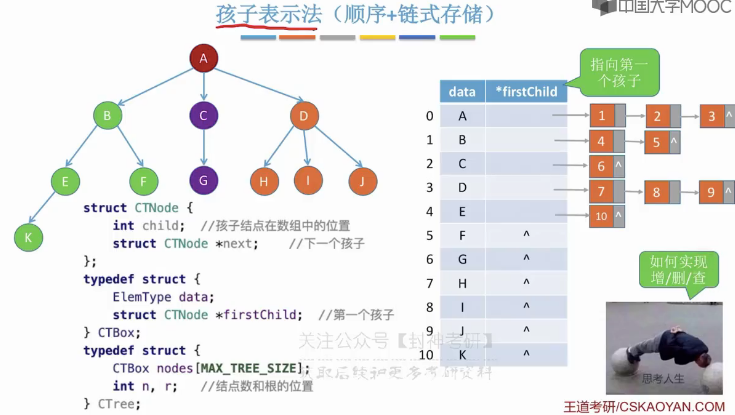 孩子表示法（顺序+链式存储）
中国大学MOOC
指向第一个孩子
A
B
C
D
E
F
G
H
I
J
K
data *firstChild
0 A 1 2 3 ^
1 B 4 5 ^
2 C 6 ^
3 D 7 8 9 ^
4 E 10 ^
5 F ^
6 G ^
7 H ^
8 I ^
9 J ^
10 K ^
struct CTNode {
int child; //孩子结点在数组中的位置
struct CTNode *next; //下一个孩子
};
typedef struct {
ElemType data;
struct CTNode *firstChild; //第一个孩子
} CTBox;
typedef struct {
CTBox nodes[MAX_TREE_SIZE];
int n, r; //结点数和根的位置
} CTree;
关注公众号【封神考研】
获取后续和更多考研资料
如何实现
增/删/查
思考人生
王道考研/CSKAOYAN.COM